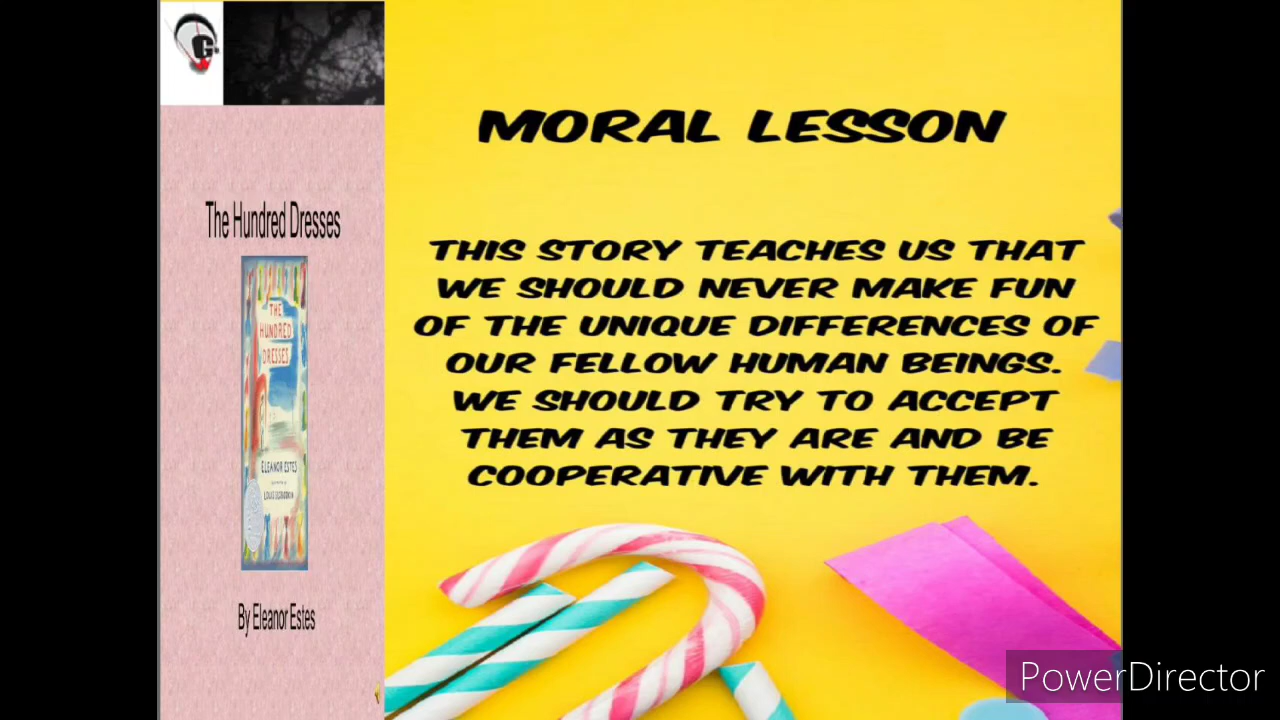 G
The Hundred Dresses
THE
HUNDRED
DRESSES
ELEANOR ESTES
LOUIS SLOBODKIN
By Eleanor Estes
MORAL LESSON
THIS STORY TEACHES US THAT
WE SHOULD NEVER MAKE FUN
OF THE UNIQUE DIFFERENCES OF
OUR FELLOW HUMAN BEINGS.
WE SHOULD TRY TO ACCEPT
THEM AS THEY ARE AND BE
COOPERATIVE WITH THEM.
PowerDirector